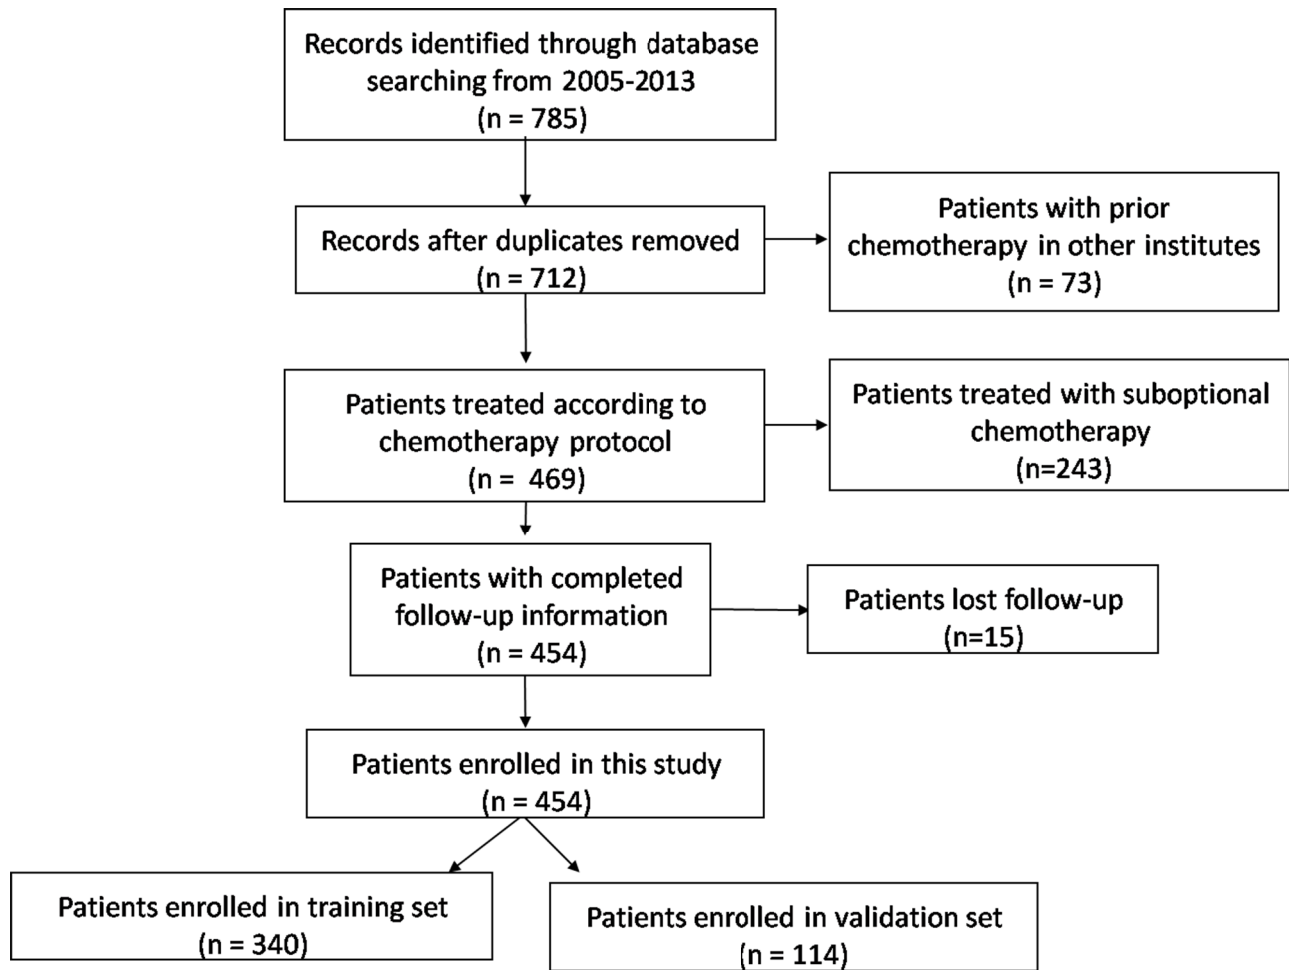 Records identified through database
searching from 2005-2013
(n = 785)
Records after duplicates removed
(n = 712)
Patients with prior
chemotherapy in other institutes
(n = 73)
Patients treated according to
chemotherapy protocol
(n = 469)
Patients treated with suboptional
chemotherapy
(n=243)
Patients with completed
follow-up information
(n = 454)
Patients lost follow-up
(n=15)
Patients enrolled in this study
(n = 454)
Patients enrolled in training set
(n = 340)
Patients enrolled in validation set
(n = 114)